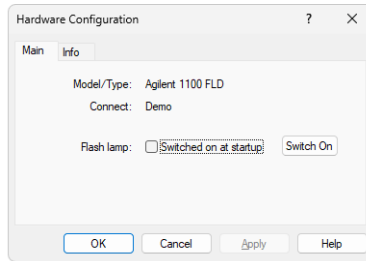 Hardware Configuration ? ×
Main Info
Model/Type: Agilent 1100 FLD
Connect: Demo
Flash lamp: Switched on at startup Switch On
OK Cancel Apply Help